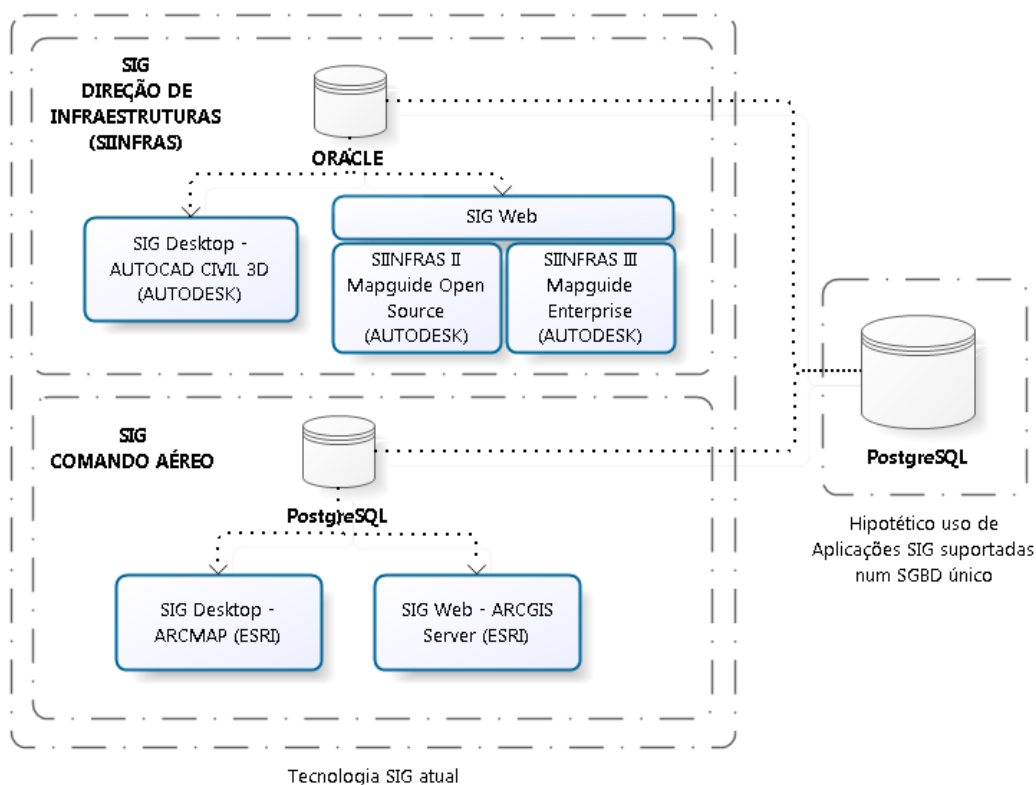 SIG
DIREÇÃO DE
INFRAESTRUTURAS
(SIINFRAS)
ORACLE
SIG Desktop -
AUTOCAD CIVIL 3D
(AUTODESK)
SIG Web
SIINFRAS II
Mapguide Open
Source
(AUTODESK)
SIINFRAS III
Mapguide
Enterprise
(AUTODESK)
SIG
COMANDO AÉREO
PostgreSQL
SIG Desktop -
ARCMAP (ESRI)
SIG Web - ARCGIS
Server (ESRI)
PostgreSQL
Hipotético uso de
Aplicações SIG suportadas
num SGBD único
Tecnologia SIG atual